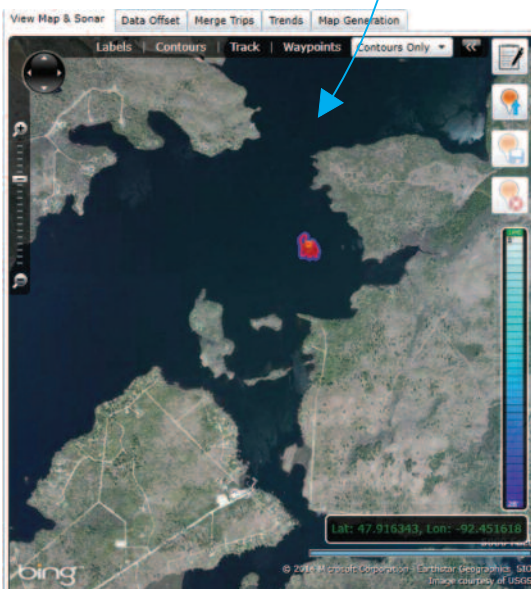 View Map & Sonar Data Offset Merge Trips Trends Map Generation
Labels | Contours | Track | Waypoints Contours Only
Lat: 47.916343, Lon: -92.451618
bing
© 2014 Microsoft Corporation Earthstar Geographics SIO
Image courtesy of USGS